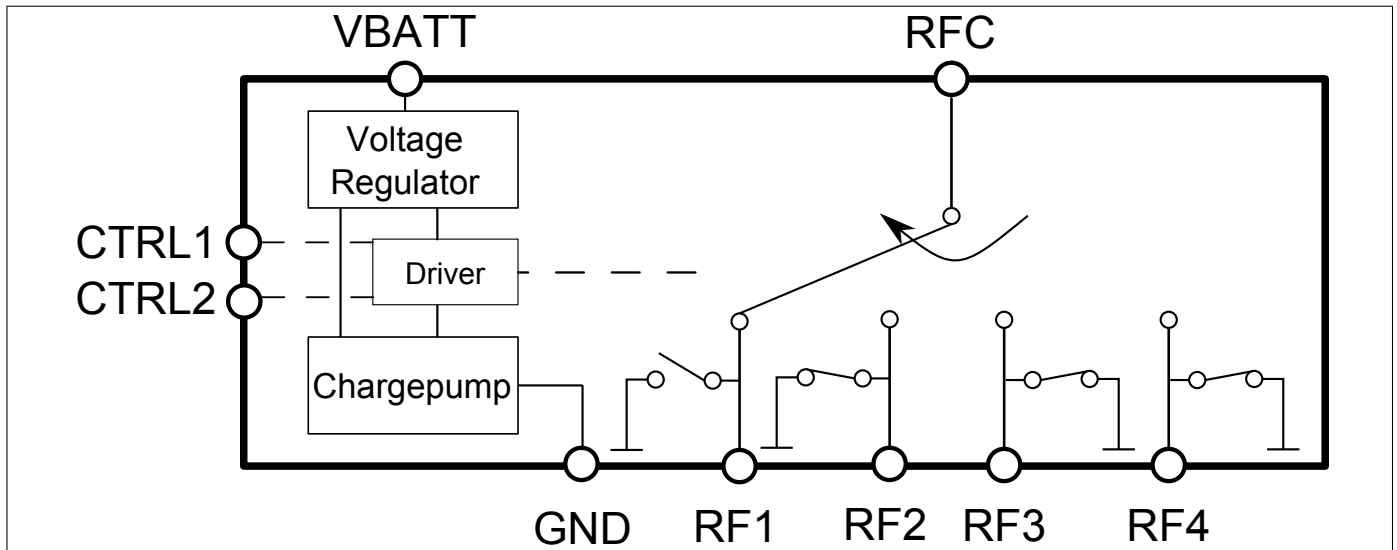 VBATT
RFC
Voltage
Regulator
CTRL1
CTRL2
Driver
Chargepump
GND
RF1
RF2
RF3
RF4